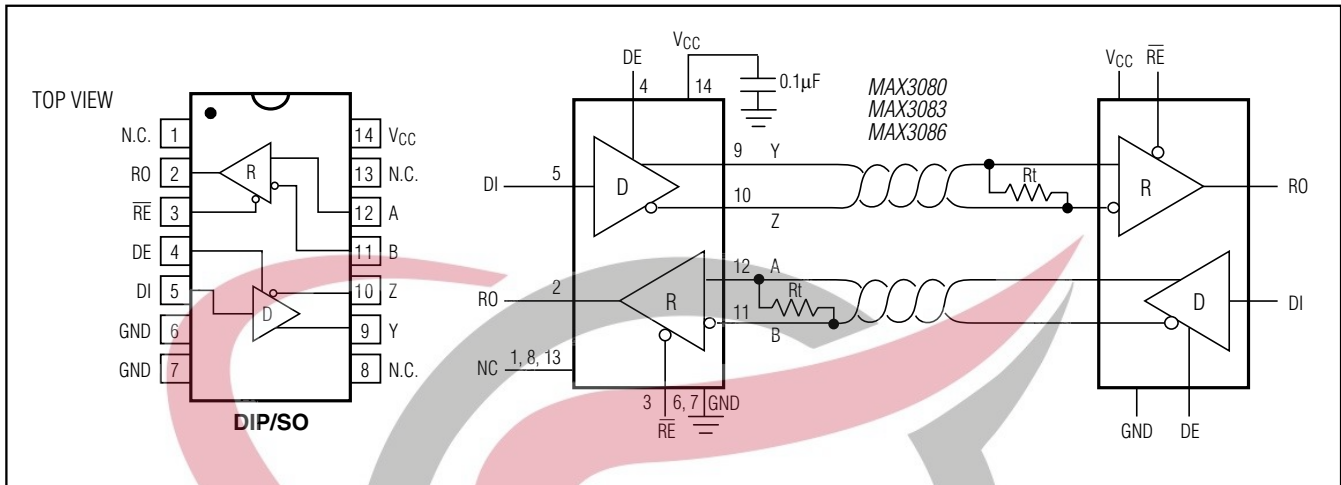 TOP VIEW
N.C. 1
RO 2
RE 3
DE 4
DI 5
GND 6
GND 7
14 VCC
13 N.C.
12 A
11 B
10 Z
9 Y
8 N.C.
R
D
DIP/SO
DE
4
VCC
14
0.1µF
MAX3080
MAX3083
MAX3086
DI
5
D
9 Y
10
Z
Rt
RO
2
R
12 A
11
B
Rt
NC
1, 8, 13
3
RE
6, 7 GND
VCC
RE
R
RO
D
DI
GND
DE